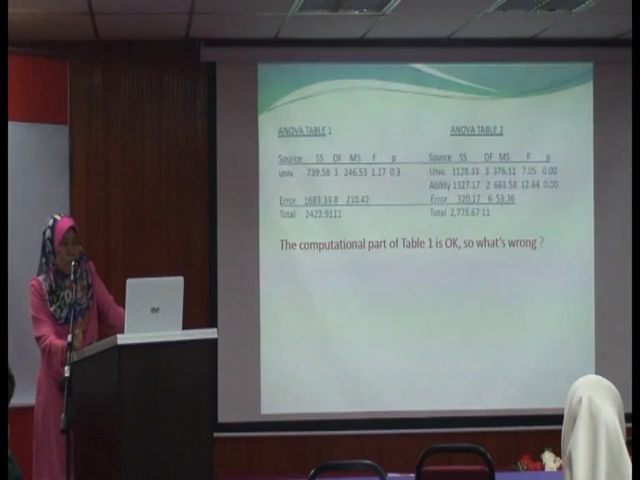 ANOVA TABLE 1
Source SS DF MS F p
univ. 739.58 3 246.53 1.17 0.3
Error 1683.33 8 210.42
Total 2422.9111
ANOVA TABLE 2
Source SS DF MS F p
Univ. 1128.33 3 376.11 7.05 0.00
Ability 1327.17 2 663.58 12.44 0.00
Error 320.17 6 53.36
Total 2,775.67 11
The computational part of Table 1 is OK, so what's wrong ?